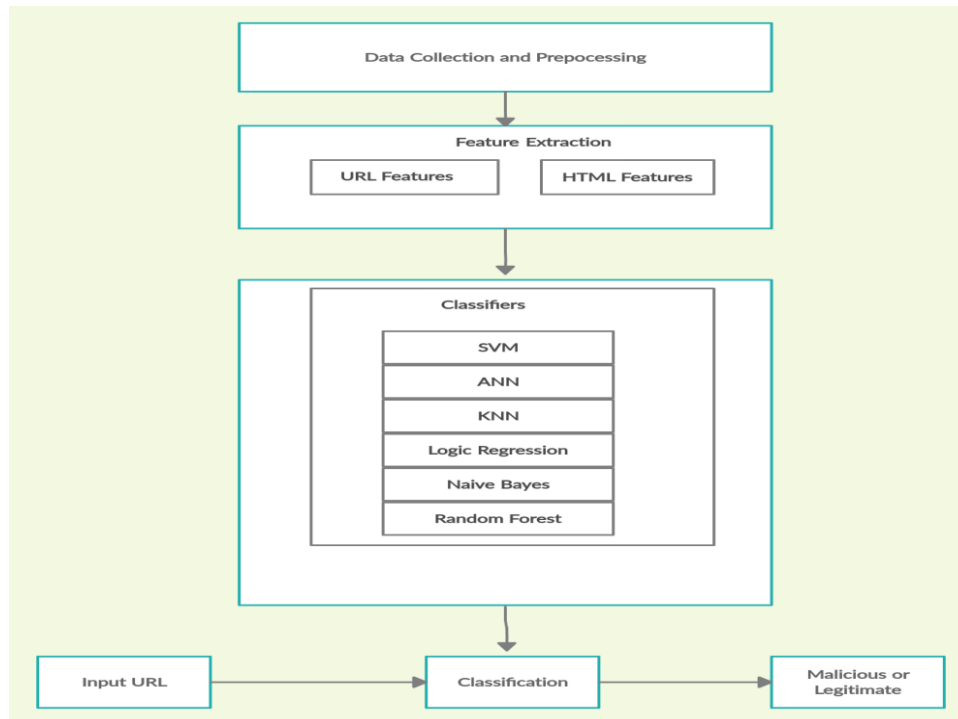 Data Collection and Prepocessing
Feature Extraction
URL Features
HTML Features
Classifiers
SVM
ANN
KNN
Logic Regression
Naive Bayes
Random Forest
Input URL
Classification
Malicious or
Legitimate